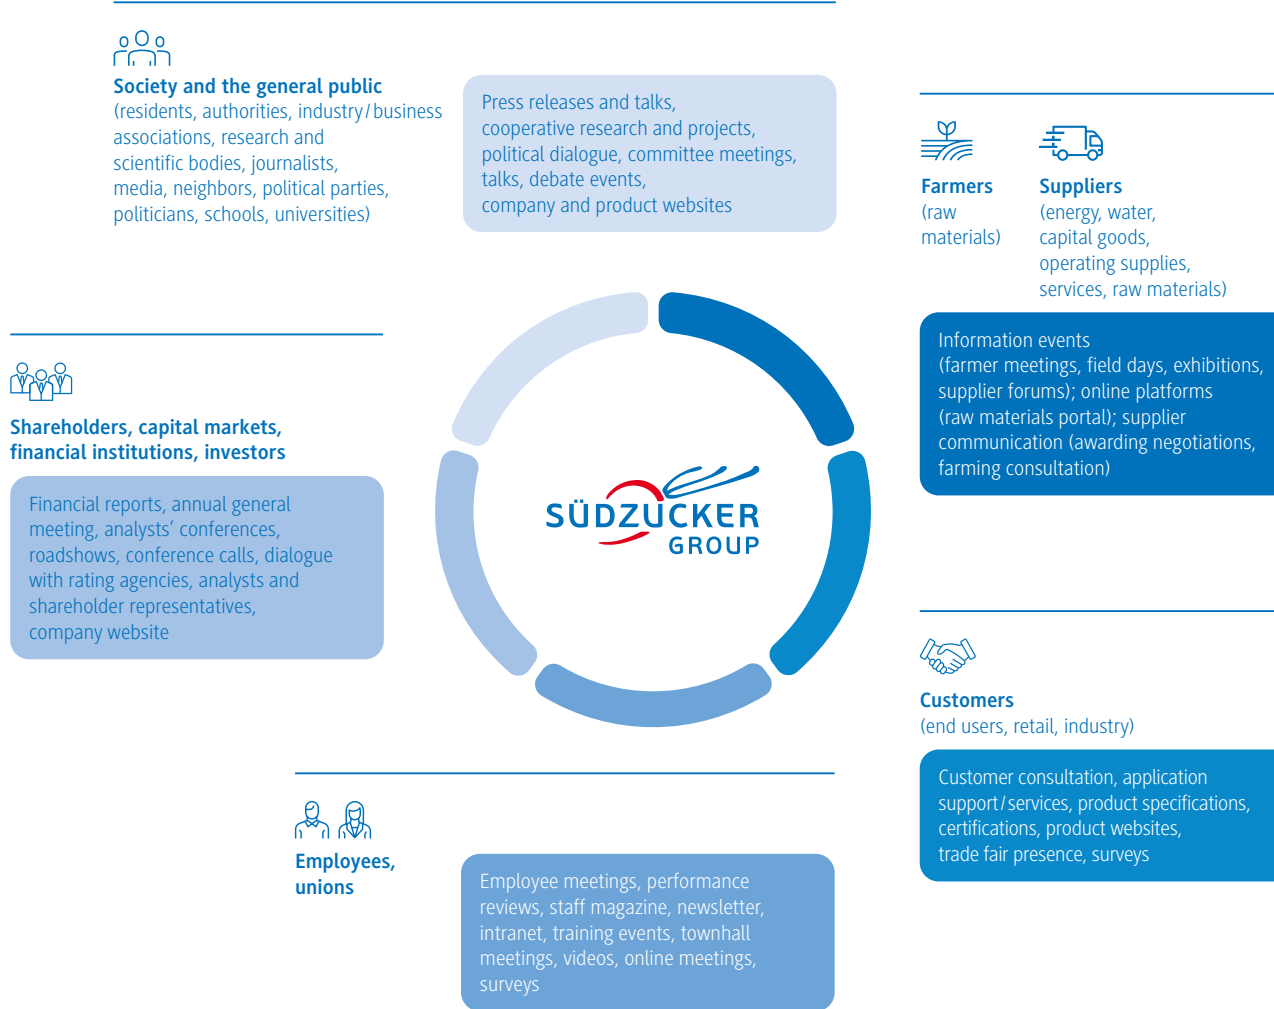 Society and the general public
(residents, authorities, industry/business
associations, research and
scientific bodies, journalists,
media, neighbors, political parties,
politicians, schools, universities)
Press releases and talks,
cooperative research and projects,
political dialogue, committee meetings,
talks, debate events,
company and product websites
Farmers
(raw
materials)
Suppliers
(energy, water,
capital goods,
operating supplies,
services, raw materials)
Information events
(farmer meetings, field days, exhibitions,
supplier forums); online platforms
(raw materials portal); supplier
communication (awarding negotiations,
farming consultation)
Shareholders, capital markets,
financial institutions, investors
Financial reports, annual general
meeting, analysts’ conferences,
roadshows, conference calls, dialogue
with rating agencies, analysts and
shareholder representatives,
company website
SÜDZUCKER
GROUP
Customers
(end users, retail, industry)
Customer consultation, application
support/services, product specifications,
certifications, product websites,
trade fair presence, surveys
Employees,
unions
Employee meetings, performance
reviews, staff magazine, newsletter,
intranet, training events, townhall
meetings, videos, online meetings,
surveys